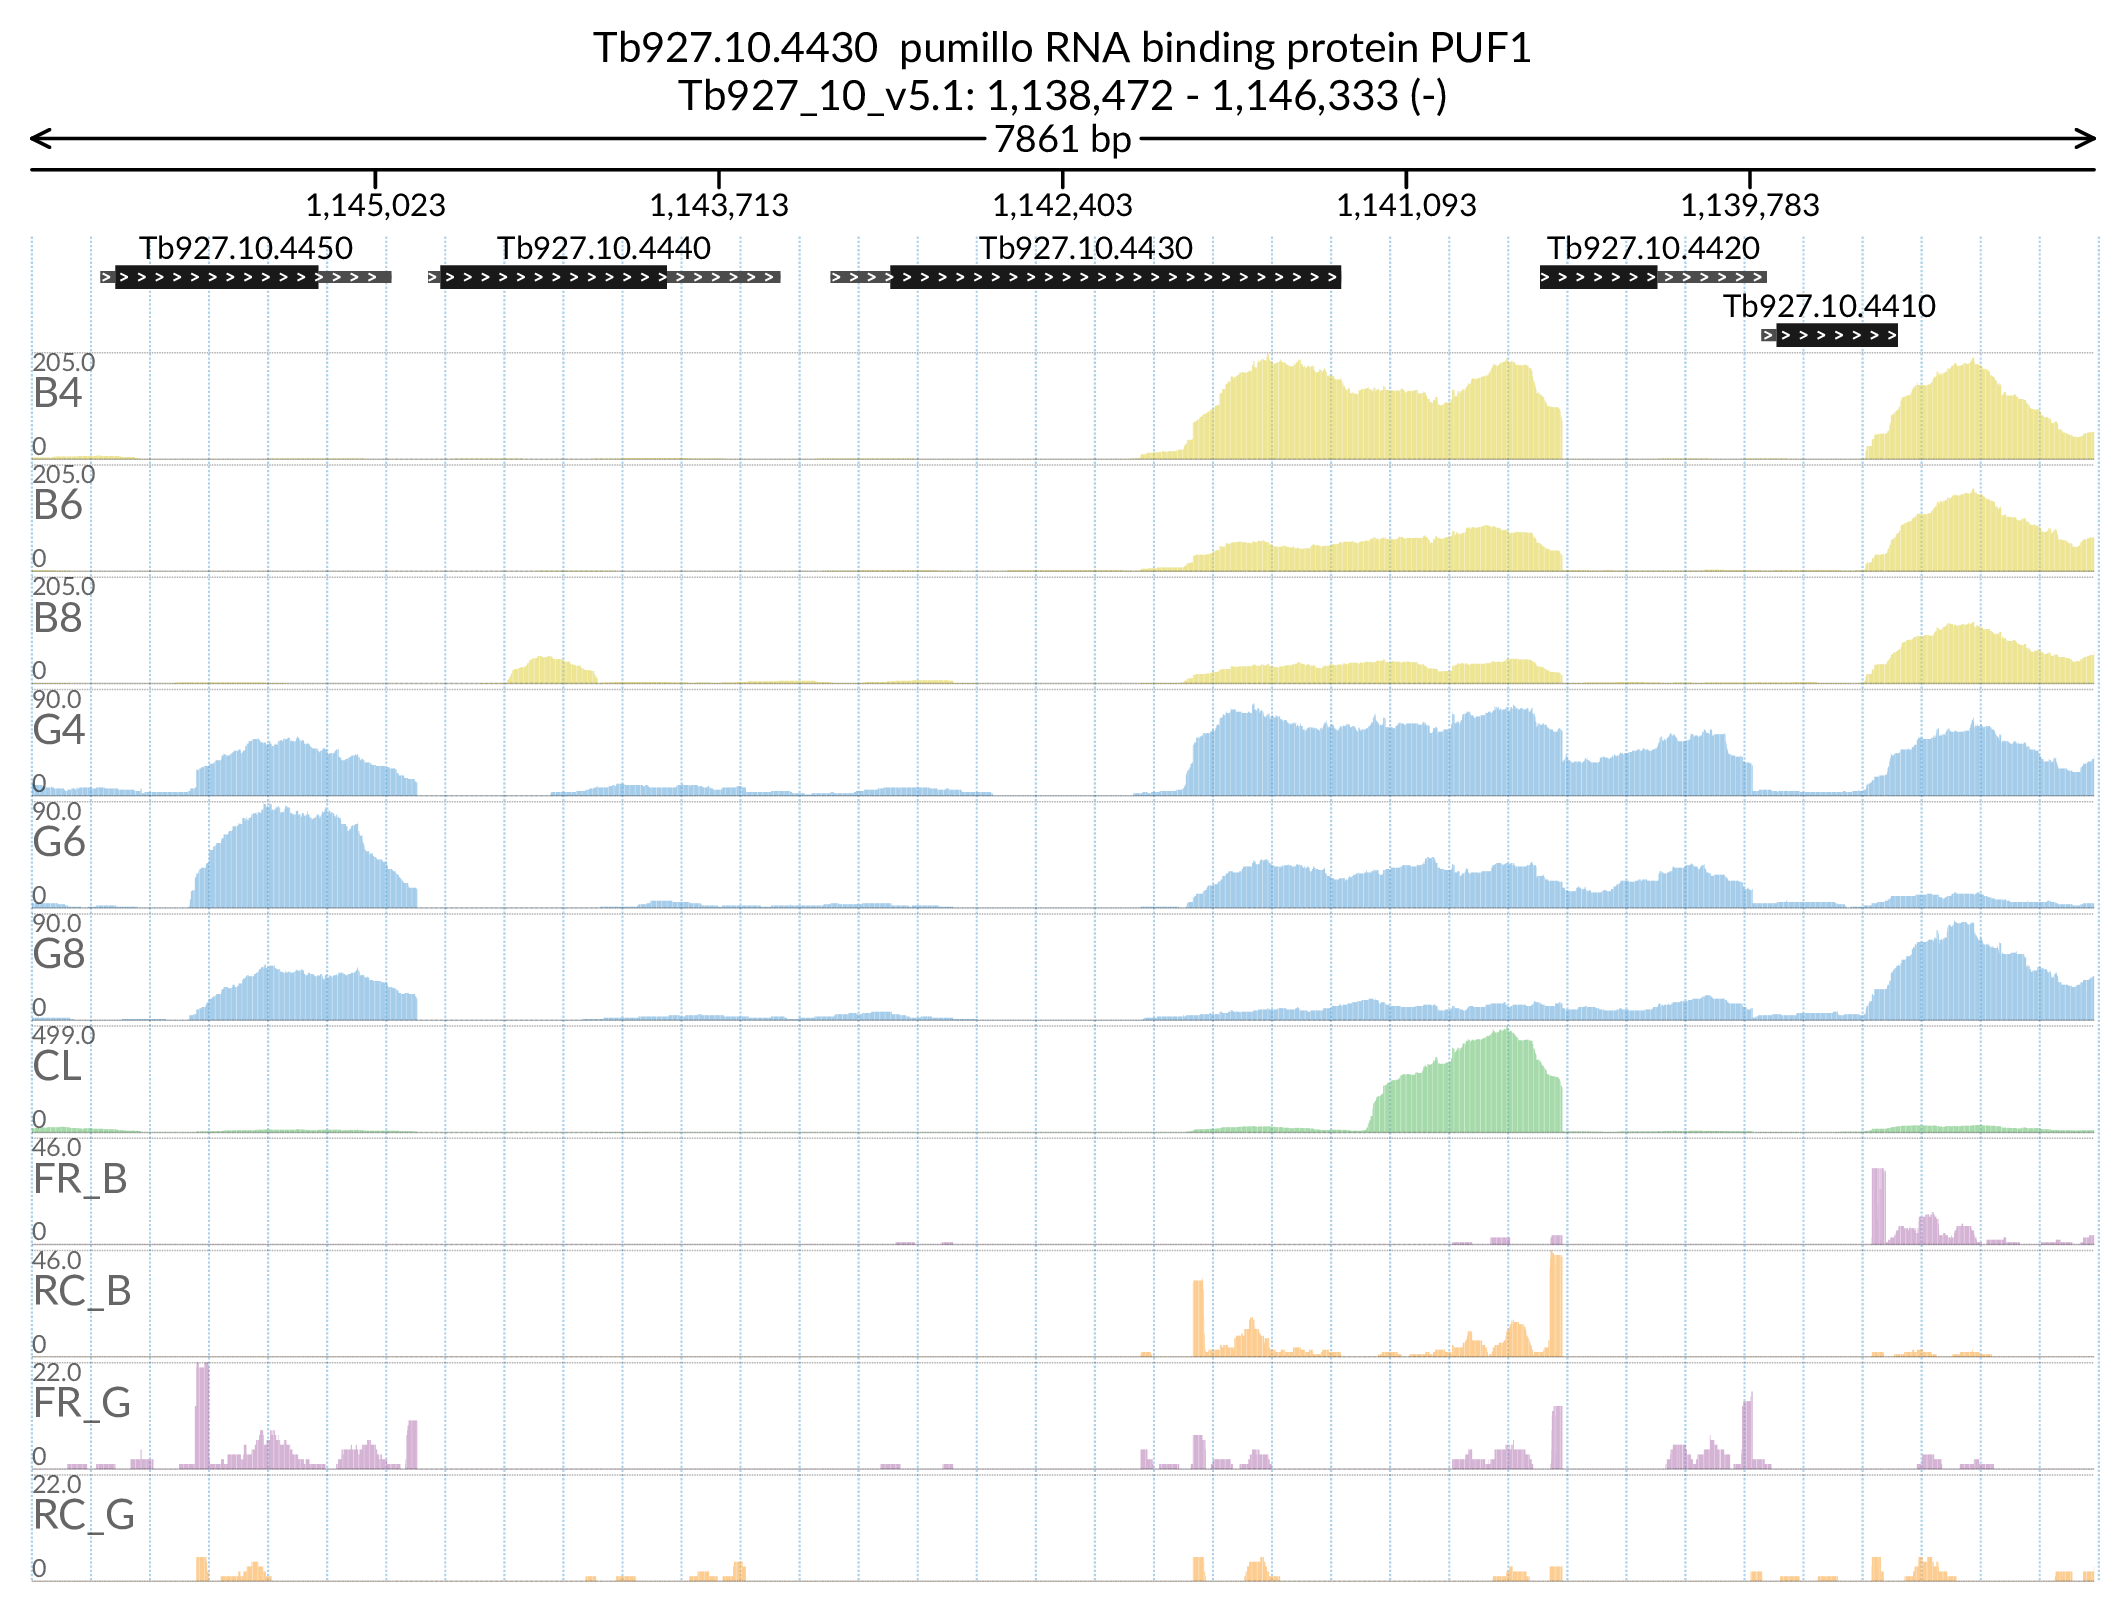 Tb927.10.4430  pumillo RNA binding protein PUF1
Tb927_10_v5.1: 1,138,472 - 1,146,333 (-)
7861 bp
1,145,023 1,143,713 1,142,403 1,141,093 1,139,783
Tb927.10.4450 Tb927.10.4440 Tb927.10.4430 Tb927.10.4420
Tb927.10.4410
205.0
B4
0
205.0
B6
0
205.0
B8
0
90.0
G4
0
90.0
G6
0
90.0
G8
0
499.0
CL
0
46.0
FR_B
0
46.0
RC_B
0
22.0
FR_G
0
22.0
RC_G
0